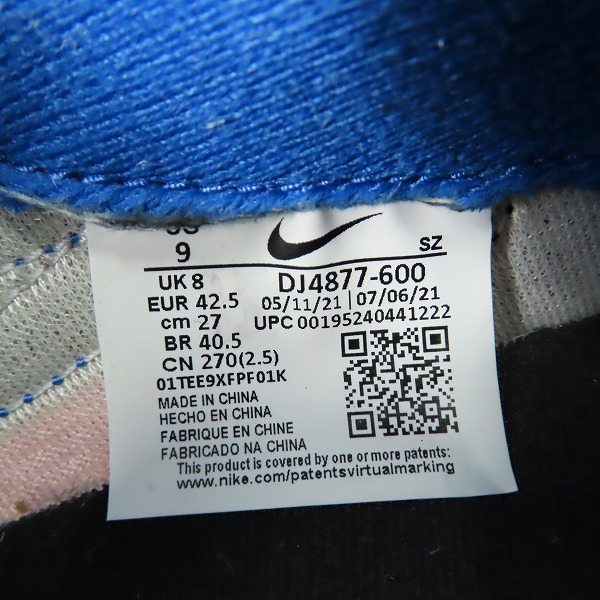 9
SZ
UK 8
DJ4877-600
EUR 42.5
05/11/21 | 07/06/21
cm 27
UPC 00195240441222
BR 40.5
CN 270(2.5)
01TEE9XFPF01K
MADE IN CHINA
HECHO EN CHINA
FABRIQUE EN CHINE
FABRICADO NA CHINA
This product is covered by one or more patents:
www.nike.com/patentsvirtualmarking